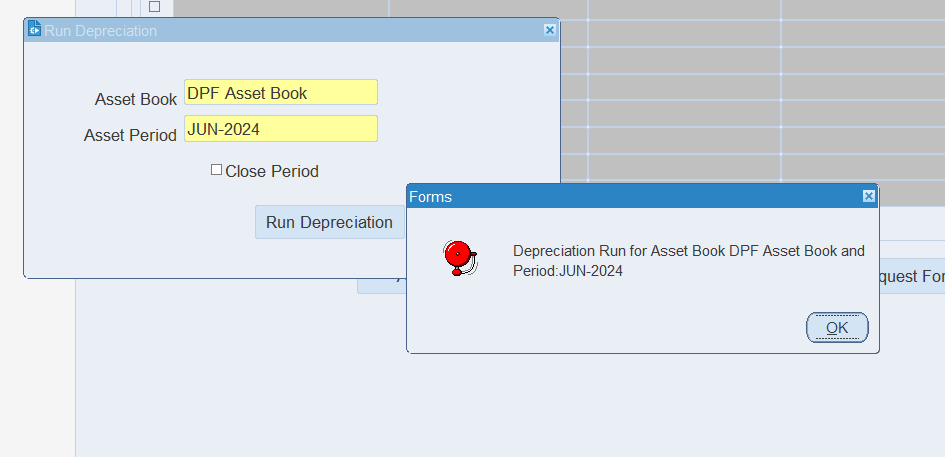 Run Depreciation
Asset Book DPF Asset Book
Asset Period JUN-2024
Close Period
Run Depreciation
Forms
Depreciation Run for Asset Book DPF Asset Book and
Period:JUN-2024
OK
quest For